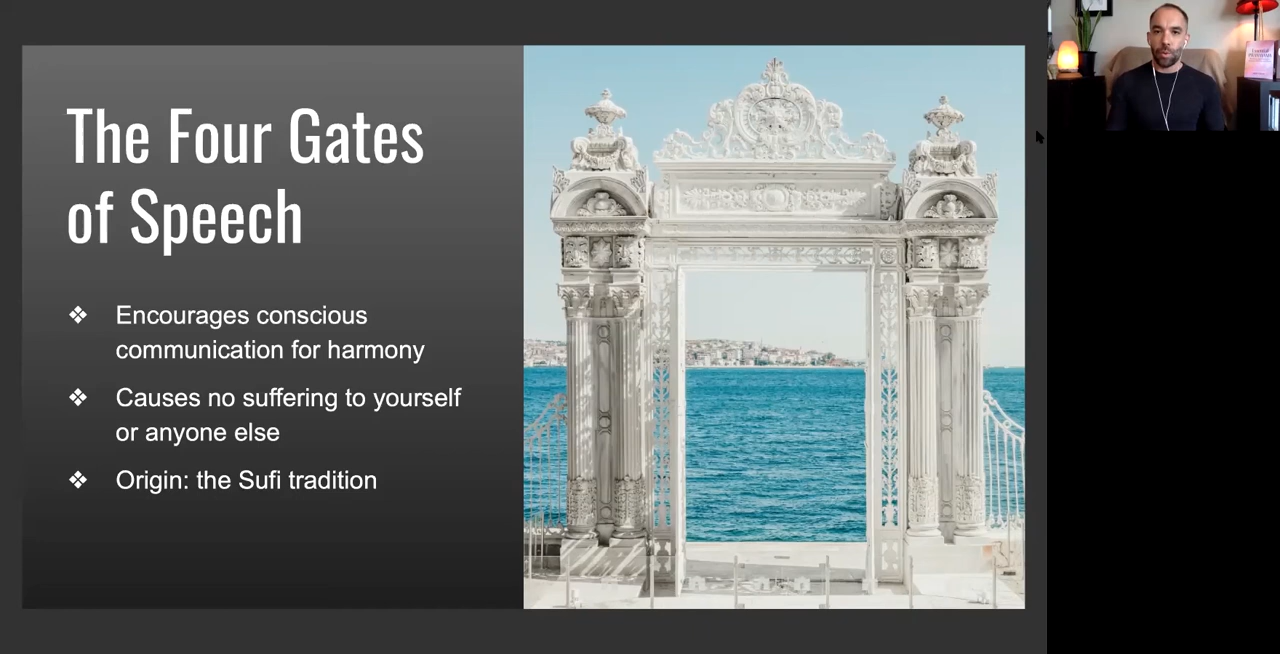 The Four Gates
of Speech
❖ Encourages conscious
communication for harmony
❖ Causes no suffering to yourself
or anyone else
❖ Origin: the Sufi tradition